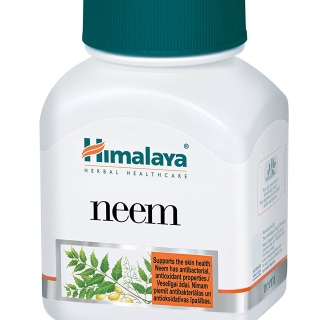 Himalaya®
HERBAL HEALTHCARE
neem
Supports the skin health.
Neem has antibacterial,
antioxidant properties./
Veselīgai ādai. Nīmam
piemīt antibakteriālas un
antioksidatīvas īpašības.
neem